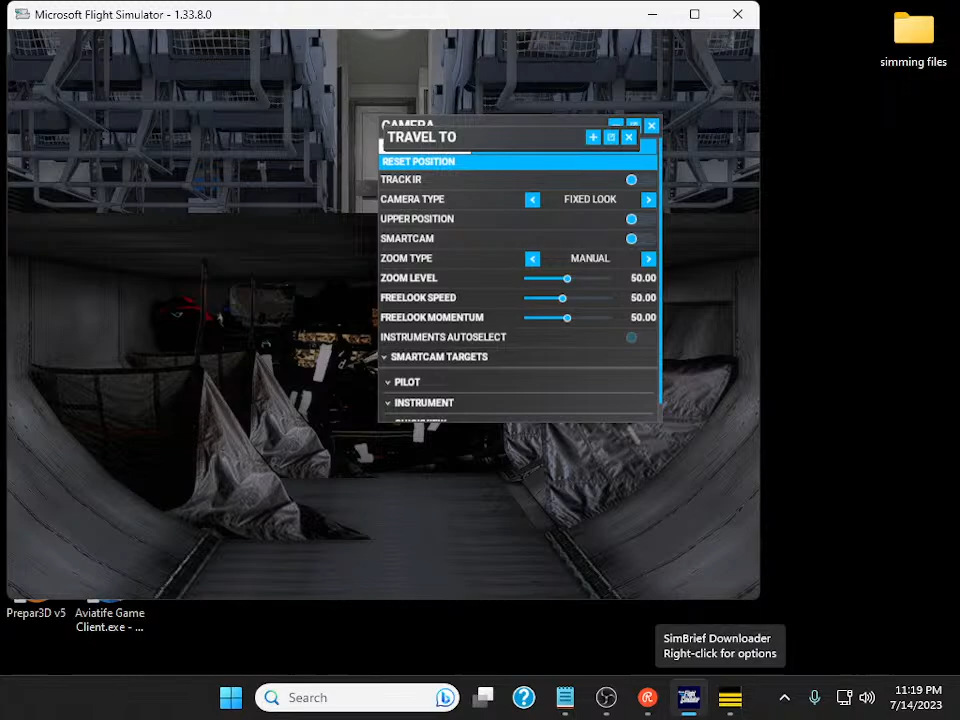 Microsoft Flight Simulator - 1.33.8.0
simming files
CAMERA
TRAVEL TO
RESET POSITION
TRACK IR
CAMERA TYPE
FIXED LOOK
UPPER POSITION
SMARTCAM
ZOOM TYPE
MANUAL
ZOOM LEVEL
50.00
FREELOOK SPEED
50.00
FREELOOK MOMENTUM
50.00
INSTRUMENTS AUTOSELECT
SMARTCAM TARGETS
PILOT
INSTRUMENT
Prepar3D v5
Aviatife Game
Client.exe - ...
SimBrief Downloader
Right-click for options
Search
11:19 PM
7/14/2023